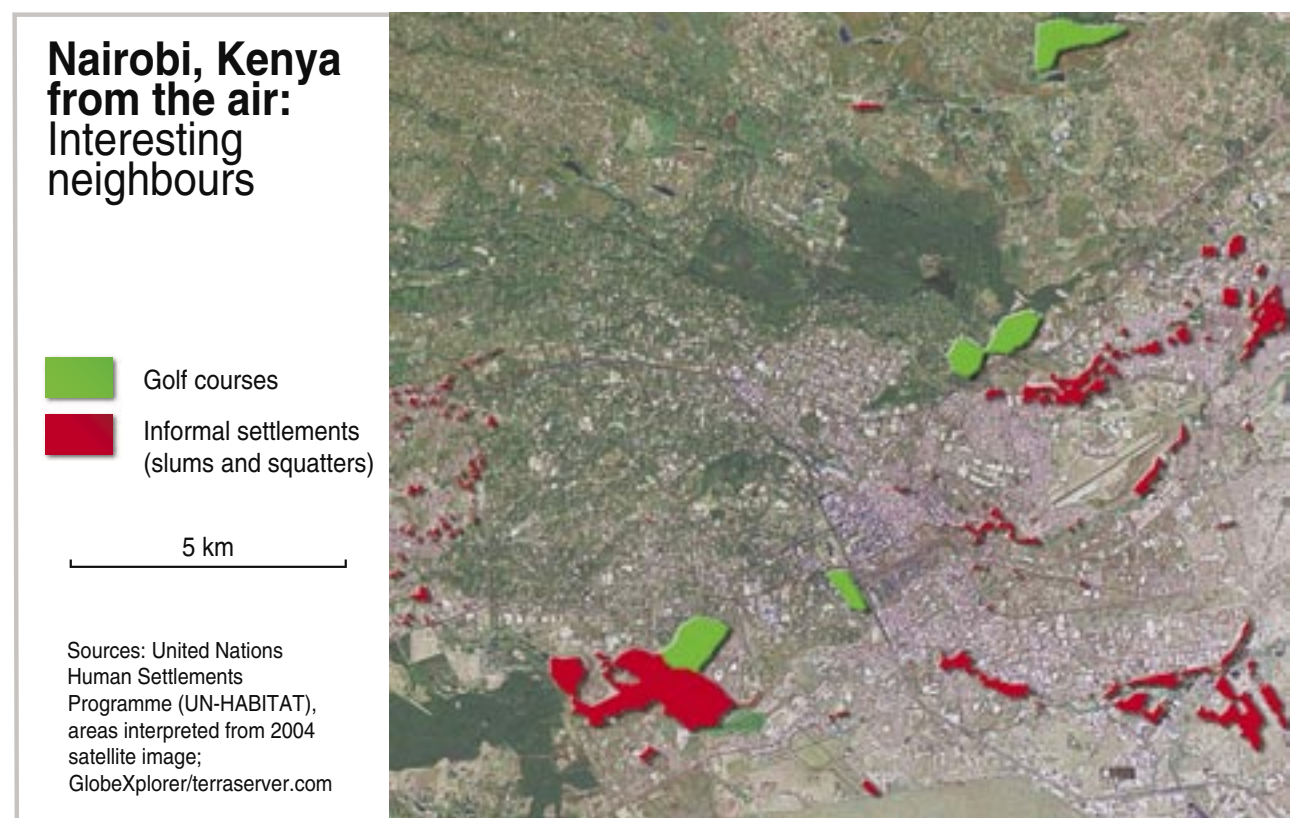 Nairobi, Kenya
from the air:
Interesting
neighbours
Golf courses
Informal settlements
(slums and squatters)
5 km
Sources: United Nations
Human Settlements
Programme (UN-HABITAT),
areas interpreted from 2004
satellite image;
GlobeXplorer/terraserver.com